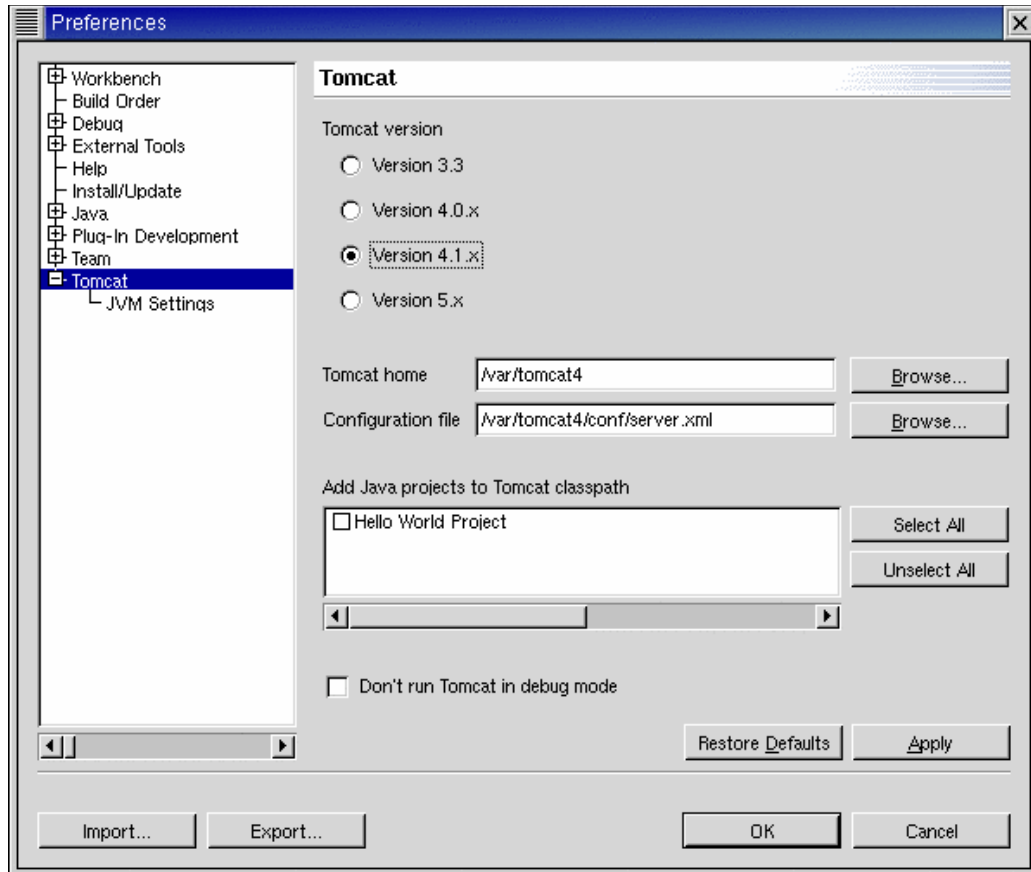 Preferences
Workbench
Build Order
Debug
External Tools
Help
Install/Update
Java
Plug-In Development
Team
Tomcat
JVM Settings
Tomcat
Tomcat version
Version 3.3
Version 4.0.x
Version 4.1.x
Version 5.x
Tomcat home /var/tomcat4 Browse...
Configuration file /var/tomcat4/conf/server.xml Browse...
Add Java projects to Tomcat classpath
Hello World Project
Select All
Unselect All
Don't run Tomcat in debug mode
Restore Defaults Apply
Import... Export... OK Cancel